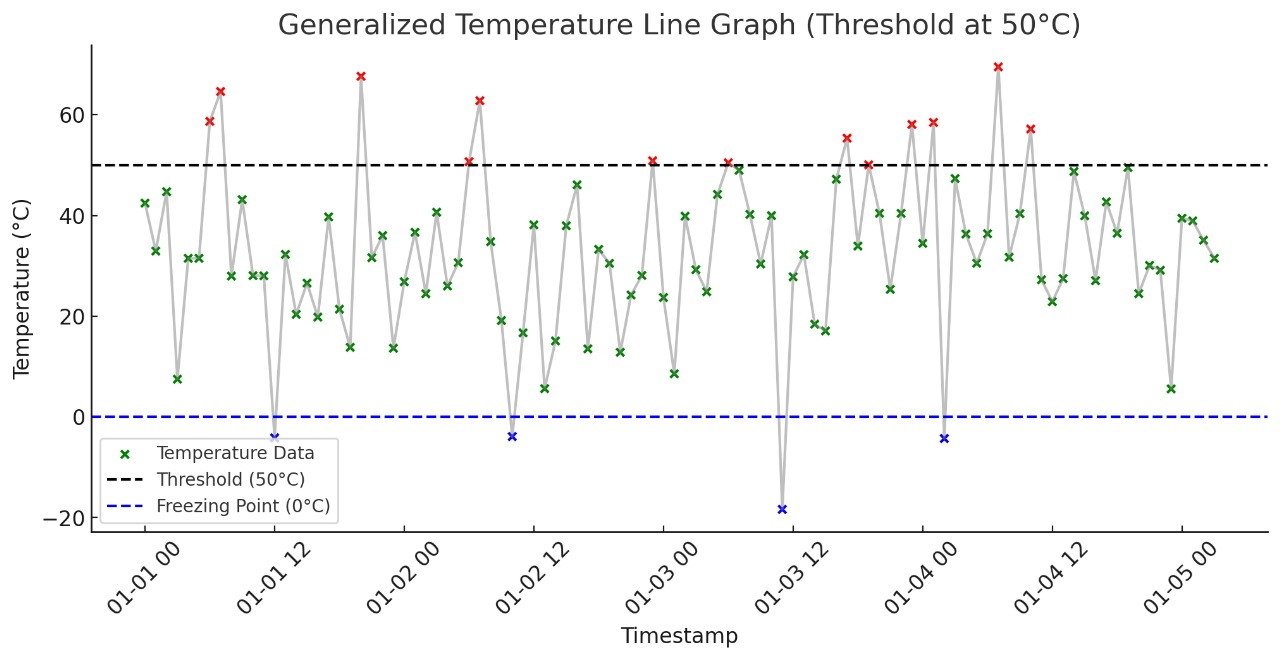 Generalized Temperature Line Graph (Threshold at 50°C)
Temperature (°C)
60
40
20
0
−20
Temperature Data
Threshold (50°C)
Freezing Point (0°C)
01-01 00
01-01 12
01-02 00
01-02 12
01-03 00
01-03 12
01-04 00
01-04 12
01-05 00
Timestamp